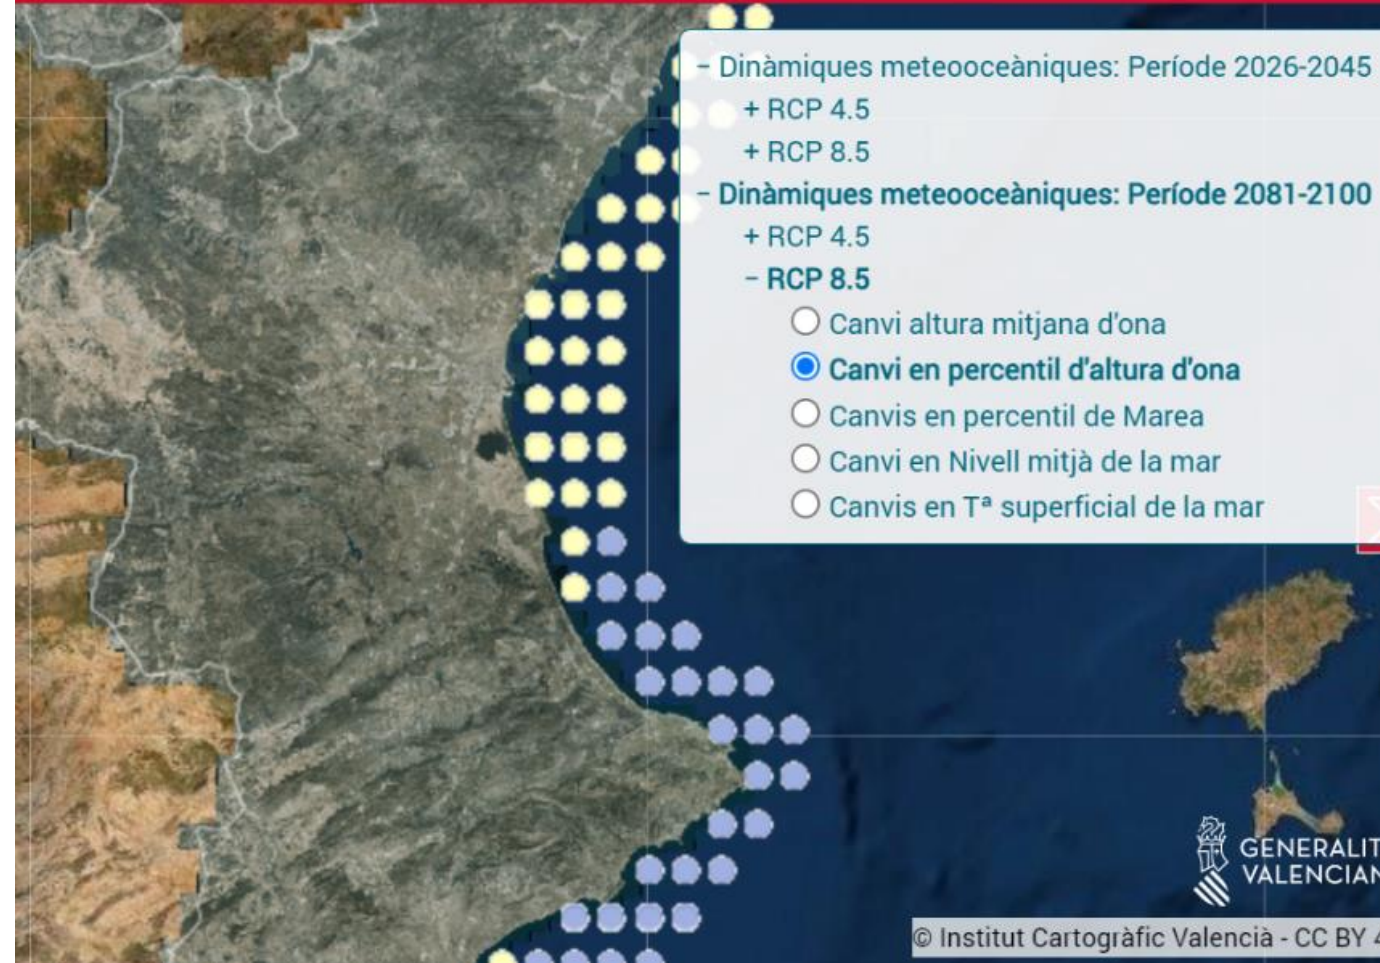 − Dinàmiques meteooceàniques: Període 2026-2045
+ RCP 4.5
+ RCP 8.5
− Dinàmiques meteooceàniques: Període 2081-2100
+ RCP 4.5
− RCP 8.5
Canvi altura mitjana d'ona
Canvi en percentil d'altura d'ona
Canvis en percentil de Marea
Canvi en Nivell mitjà de la mar
Canvis en Tª superficial de la mar
GENERALIT
VALENCIAN
© Institut Cartogràfic Valencià - CC BY 4